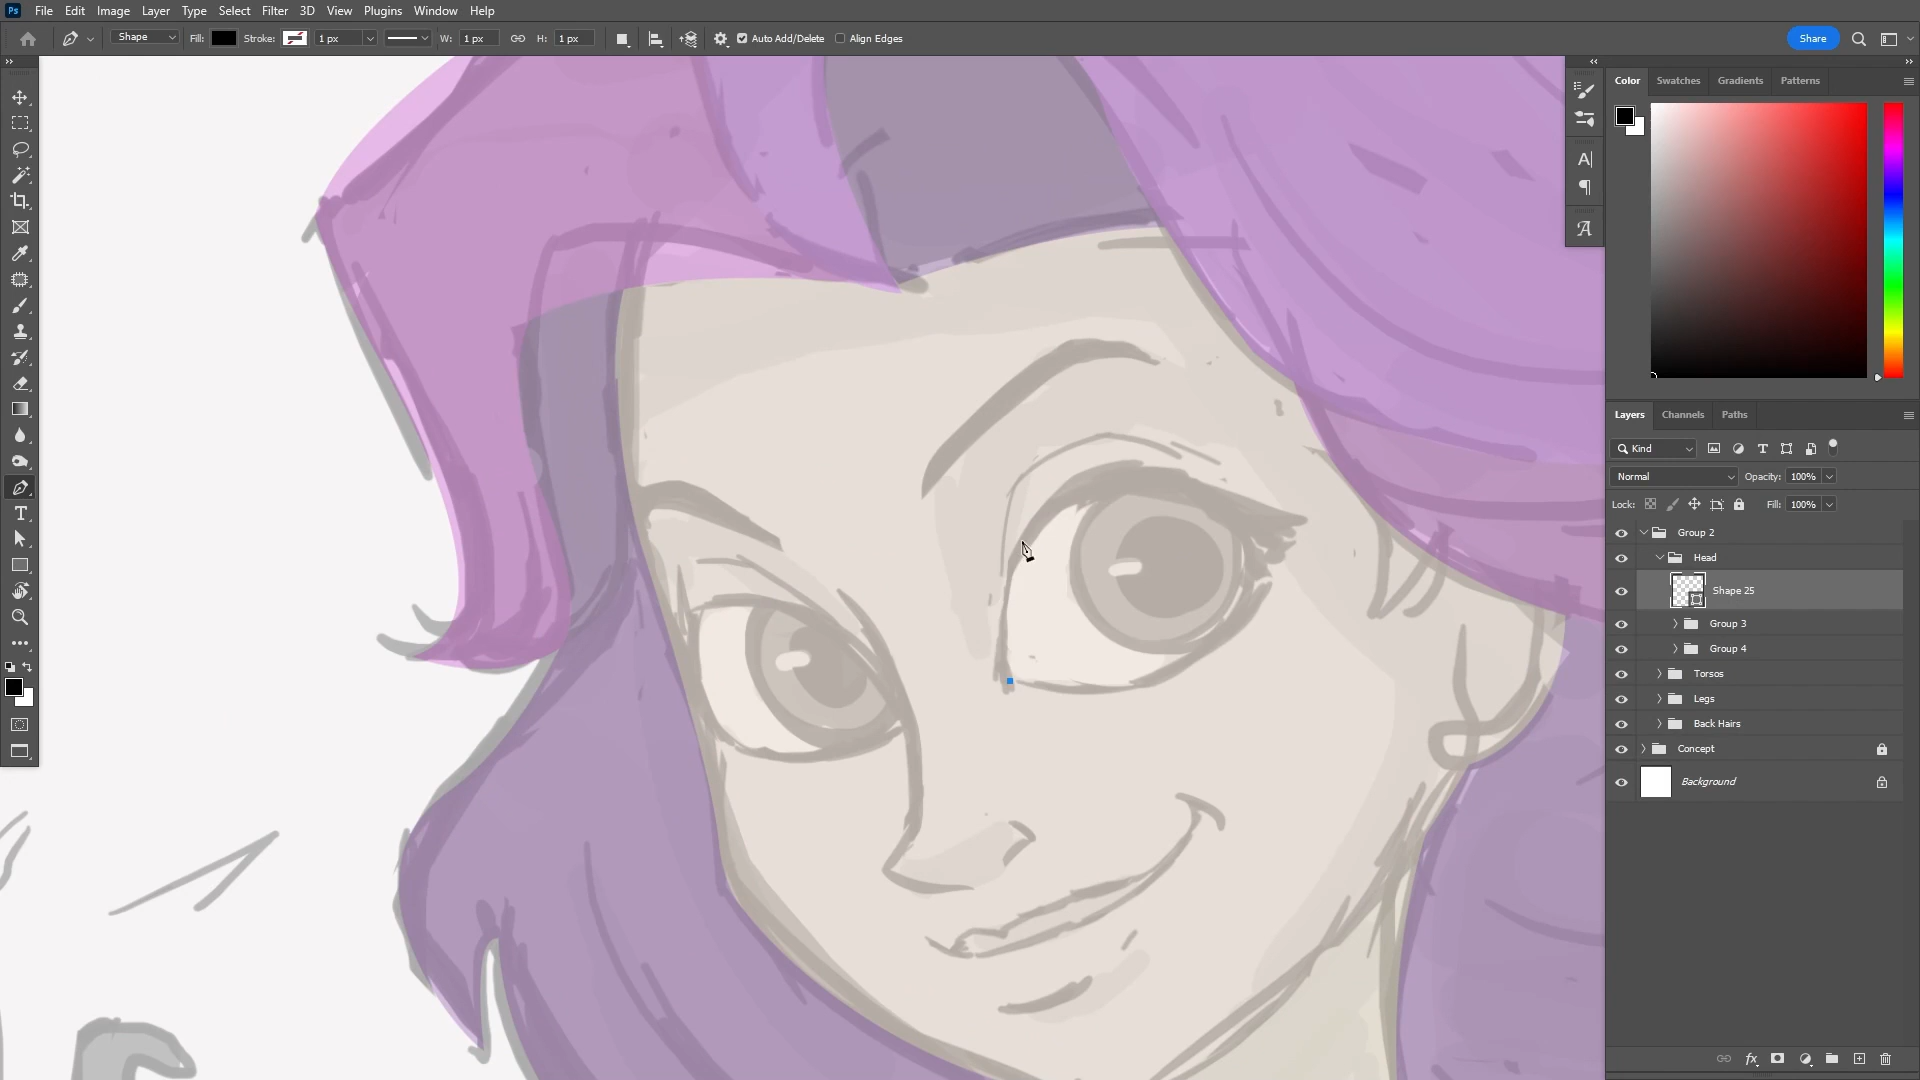 Ps File Edit Image Layer Type Select Filter 3D View Plugins Window Help
Shape Fill: Stroke: 1 px W: 1 px H: 1 px Auto Add/Delete Align Edges Share
Color Swatches Gradients Patterns
Layers Channels Paths
Kind
Normal Opacity: 100%
Lock: Fill: 100%
Group 2
Head
Shape 25
Group 3
Group 4
Torsos
Legs
Back Hairs
Concept
Background